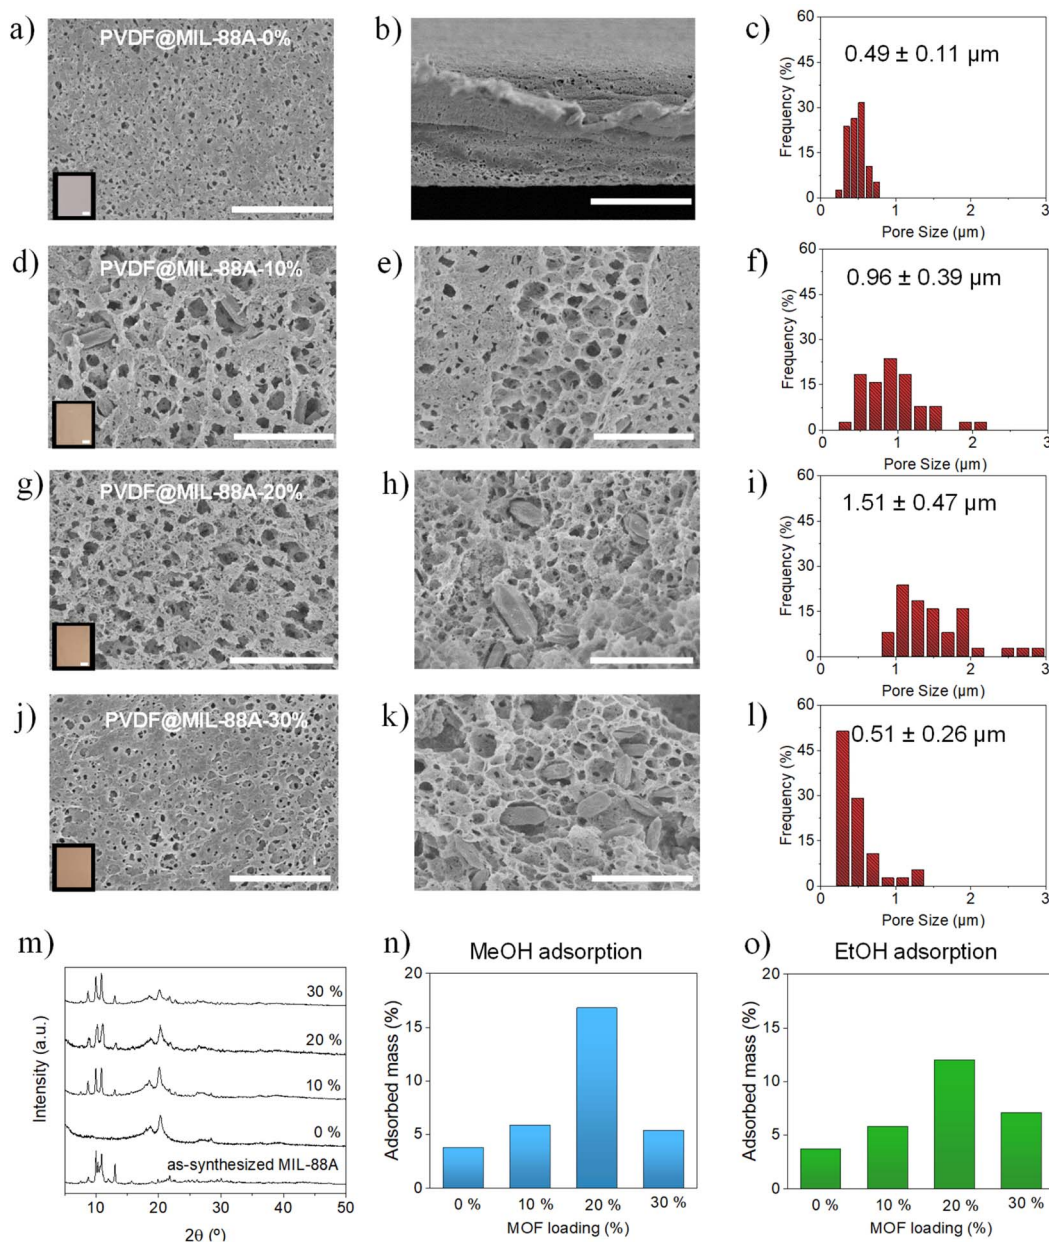 a)
PVDF@MIL-88A-0%
b)
c)
0.49 ± 0.11 µm
Frequency (%)
60
45
30
15
0
0 1 2 3
Pore Size (µm)
d)
PVDF@MIL-88A-10%
e)
f)
0.96 ± 0.39 µm
Frequency (%)
60
45
30
15
0
0 1 2 3
Pore Size (µm)
g)
PVDF@MIL-88A-20%
h)
i)
1.51 ± 0.47 µm
Frequency (%)
60
45
30
15
0
0 1 2 3
Pore Size (µm)
j)
PVDF@MIL-88A-30%
k)
l)
0.51 ± 0.26 µm
Frequency (%)
60
45
30
15
0
0 1 2 3
Pore Size (µm)
m)
Intensity (a.u.)
30 %
20 %
10 %
0 %
as-synthesized MIL-88A
10 20 30 40 50
2θ (º)
n)
MeOH adsorption
Adsorbed mass (%)
20
15
10
5
0
0 % 10 % 20 % 30 %
MOF loading (%)
o)
EtOH adsorption
Adsorbed mass (%)
20
15
10
5
0
0 % 10 % 20 % 30 %
MOF loading (%)